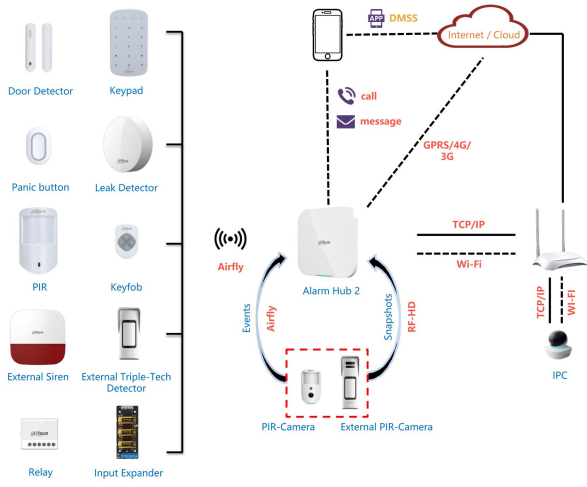 Door Detector
Keypad
Panic button
Leak Detector
PIR
Keyfob
External Siren
External Triple-Tech
Detector
Relay
Input Expander
Airfly
APP
DMSS
Internet / Cloud
call
message
GPRS/4G/
3G
alhua
Alarm Hub 2
TCP/IP
Wi-Fi
Events
Airfly
Snapshots
RF-HD
TCP/IP
WI-FI
IPC
PIR-Camera
External PIR-Camera